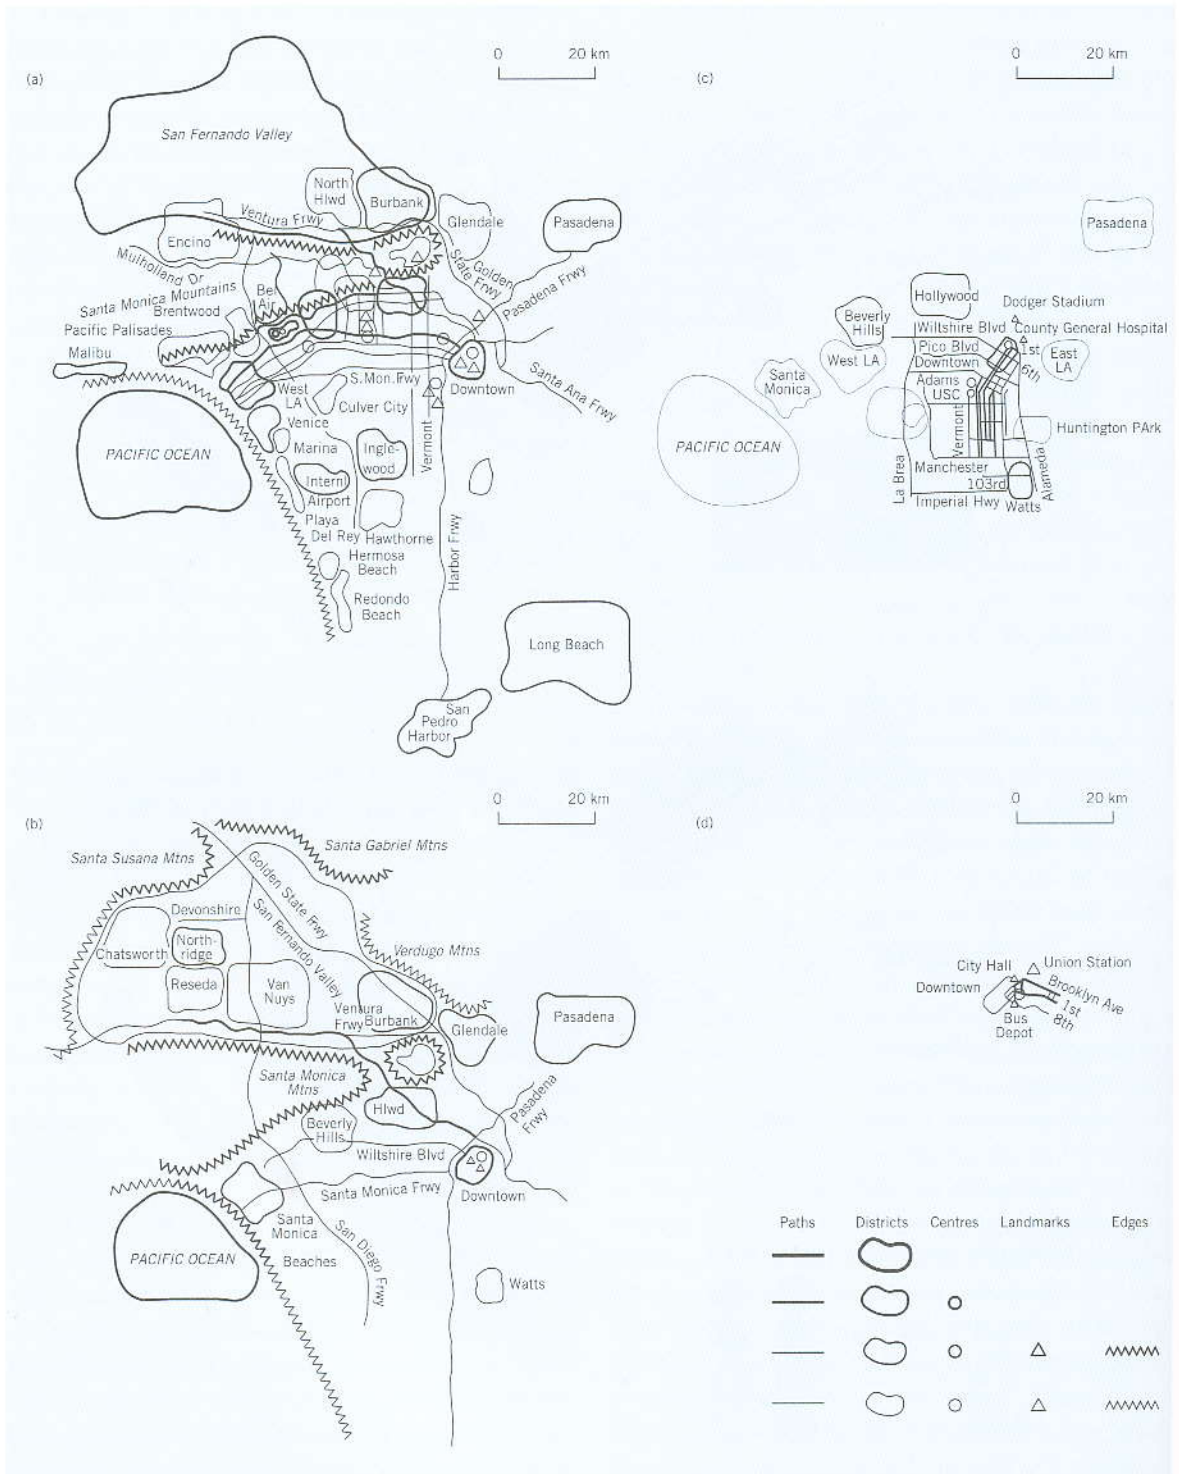 (a)
0 20 km
San Fernando Valley
North
Hlwd
Burbank
Glendale
Pasadena
Ventura Frwy
Encino
Mulholland Dr
Golden
State Frwy
Pasadena Frwy
Santa Monica Mountains
Bel
Air
Brentwood
Pacific Palisades
Malibu
S.Mon.Frwy
Downtown
Santa Ana Frwy
West
LA
Culver City
Venice
PACIFIC OCEAN
Marina
Ingle-
wood
Vermont
Intern
Airport
Playa
Del Rey
Hawthorne
Hermosa
Beach
Harbor Frwy
Redondo
Beach
Long Beach
San
Pedro
Harbor
(c)
0 20 km
Pasadena
Hollywood
Dodger Stadium
Beverly
Hills
Wilshire Blvd
County General Hospital
Pico Blvd
1st
West LA
Downtown
6th
East
LA
Santa
Monica
Adams
USC
PACIFIC OCEAN
Vermont
Huntington PArk
La Brea
Manchester
103rd
Alameda
Imperial Hwy
Watts
(b)
0 20 km
Santa Susana Mtns
Santa Gabriel Mtns
Golden State Frwy
Devonshire
San Fernando Valley
Chatsworth
North-
ridge
Verdugo Mtns
Reseda
Van
Nuys
Ventura
Frwy
Burbank
Glendale
Pasadena
Santa Monica
Mtns
Hlwd
Pasadena
Frwy
Beverly
Hills
Wiltshire Blvd
Santa Monica Frwy
Downtown
Santa
Monica
PACIFIC OCEAN
Beaches
San Diego Frwy
Watts
(d)
0 20 km
City Hall
Union Station
Downtown
Brooklyn Ave
1st
8th
Bus
Depot
Paths Districts Centres Landmarks Edges